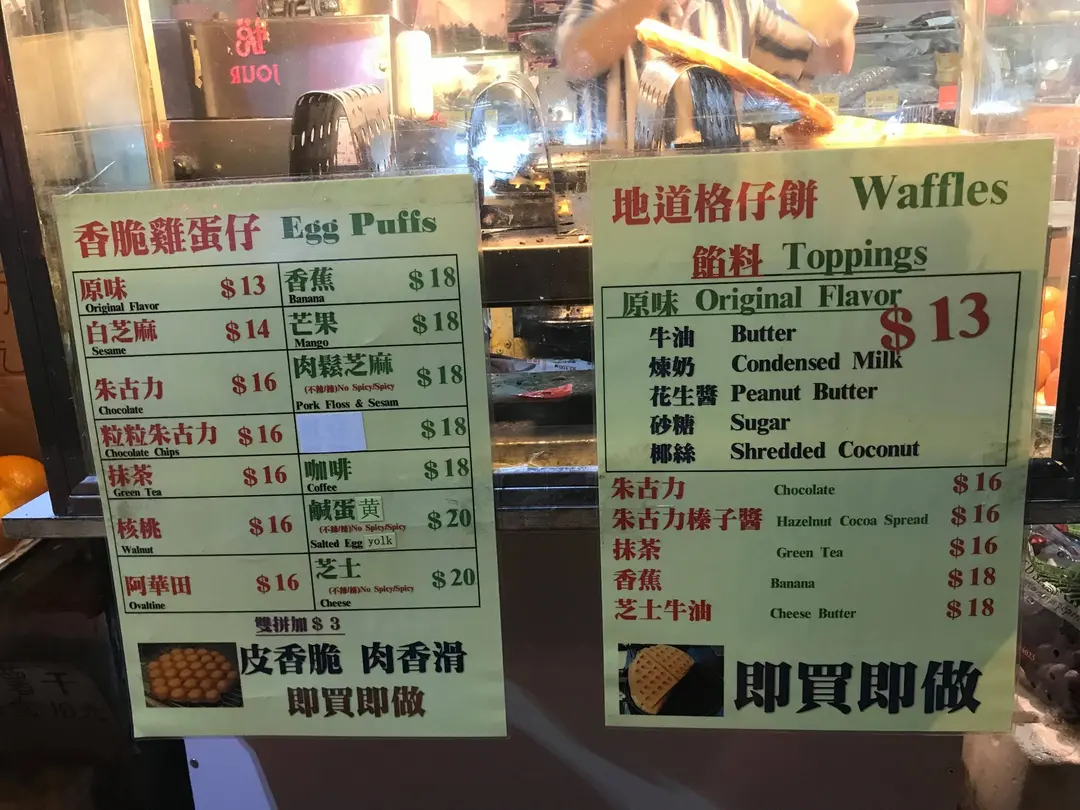 香脆雞蛋仔 Egg Puffs
原味 $13
Original Flavor
白芝麻 $14
Sesame
朱古力 $16
Chocolate
粒粒朱古力 $16
Chocolate Chips
抹茶 $16
Green Tea
核桃 $16
Walnut
阿華田 $16
Ovaltine
香蕉 $18
Banana
芒果 $18
Mango
肉鬆芝麻 $18
(不辣/辣)No Spicy/Spicy
Pork Floss & Sesam
$18
咖啡 $18
Coffee
鹹蛋黄 $20
(不辣/辣)No Spicy/Spicy
Salted Egg yolk
芝士 $20
(不辣/辣)No Spicy/Spicy
Cheese
雙拼加 $3
皮香脆 肉香滑
即買即做
地道格仔餅 Waffles
餡料 Toppings
原味 Original Flavor $13
牛油 Butter
煉奶 Condensed Milk
花生醬 Peanut Butter
砂糖 Sugar
椰絲 Shredded Coconut
朱古力 Chocolate $16
朱古力榛子醬 Hazelnut Cocoa Spread $16
抹茶 Green Tea $16
香蕉 Banana $18
芝士牛油 Cheese Butter $18
即買即做